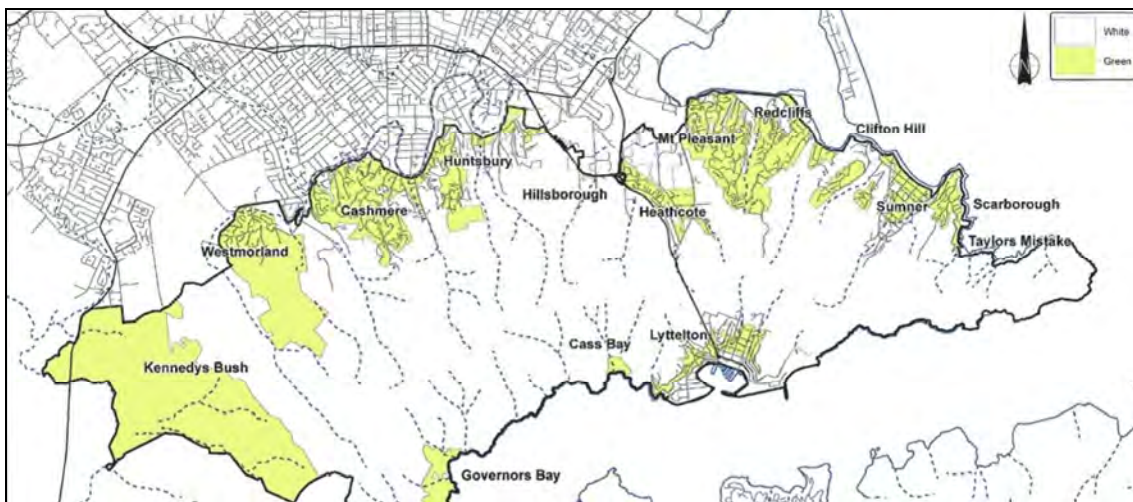 White
Green
Redcliffs
Mt Pleasant
Clifton Hill
Huntsbury
Hillsborough
Cashmere
Heathcote
Sumner
Scarborough
Taylors Mistake
Westmorland
Lyttelton
Cass Bay
Kennedys Bush
Governors Bay